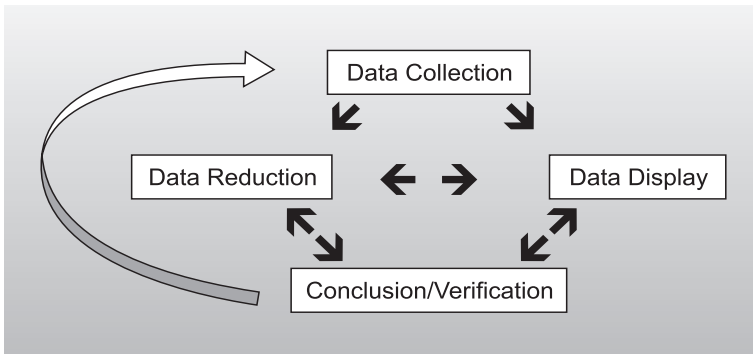 Data Collection
Data Reduction
Data Display
Conclusion/Verification